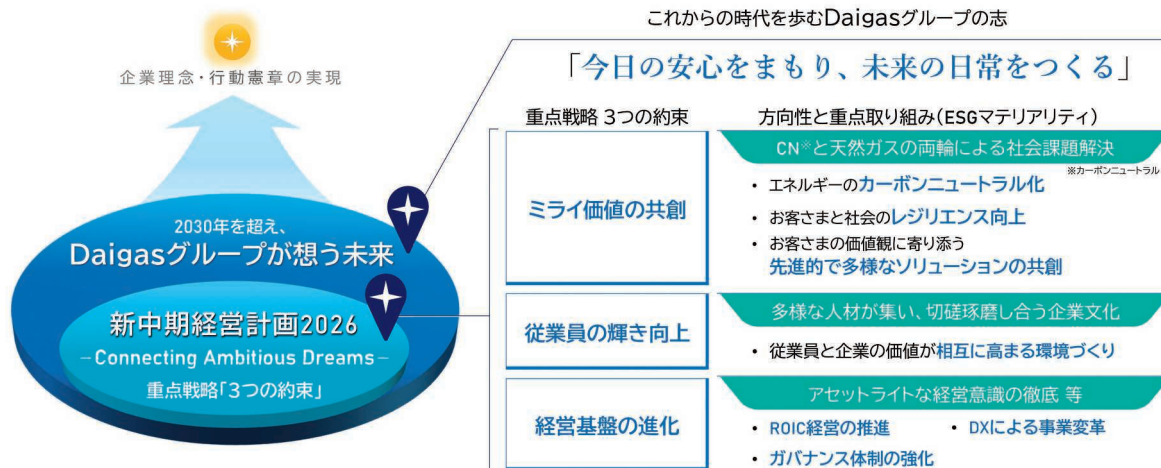 これからの時代を歩むDaigasグループの志
「今日の安心をまもり、未来の日常をつくる」
企業理念・行動憲章の実現
2030年を超え、
Daigasグループが想う未来
新中期経営計画2026
–Connecting Ambitious Dreams–
重点戦略「3つの約束」
重点戦略 3つの約束
方向性と重点取り組み(ESGマテリアリティ)
ミライ価値の共創
CN※と天然ガスの両輪による社会課題解決
※カーボンニュートラル
・ エネルギーのカーボンニュートラル化
・ お客さまと社会のレジリエンス向上
・ お客さまの価値観に寄り添う
先進的で多様なソリューションの共創
従業員の輝き向上
多様な人材が集い、切磋琢磨し合う企業文化
・ 従業員と企業の価値が相互に高まる環境づくり
経営基盤の進化
アセットライトな経営意識の徹底 等
・ ROIC経営の推進
・ DXによる事業変革
・ ガバナンス体制の強化